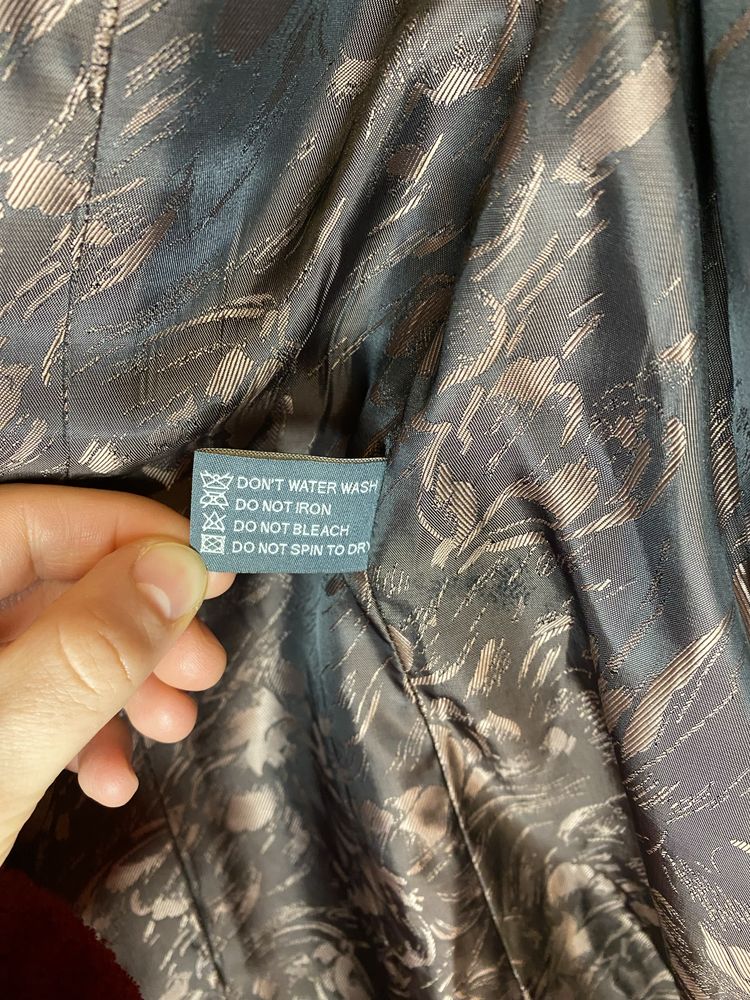 DON'T WATER WASH
DO NOT IRON
DO NOT BLEACH
DO NOT SPIN TO DRY